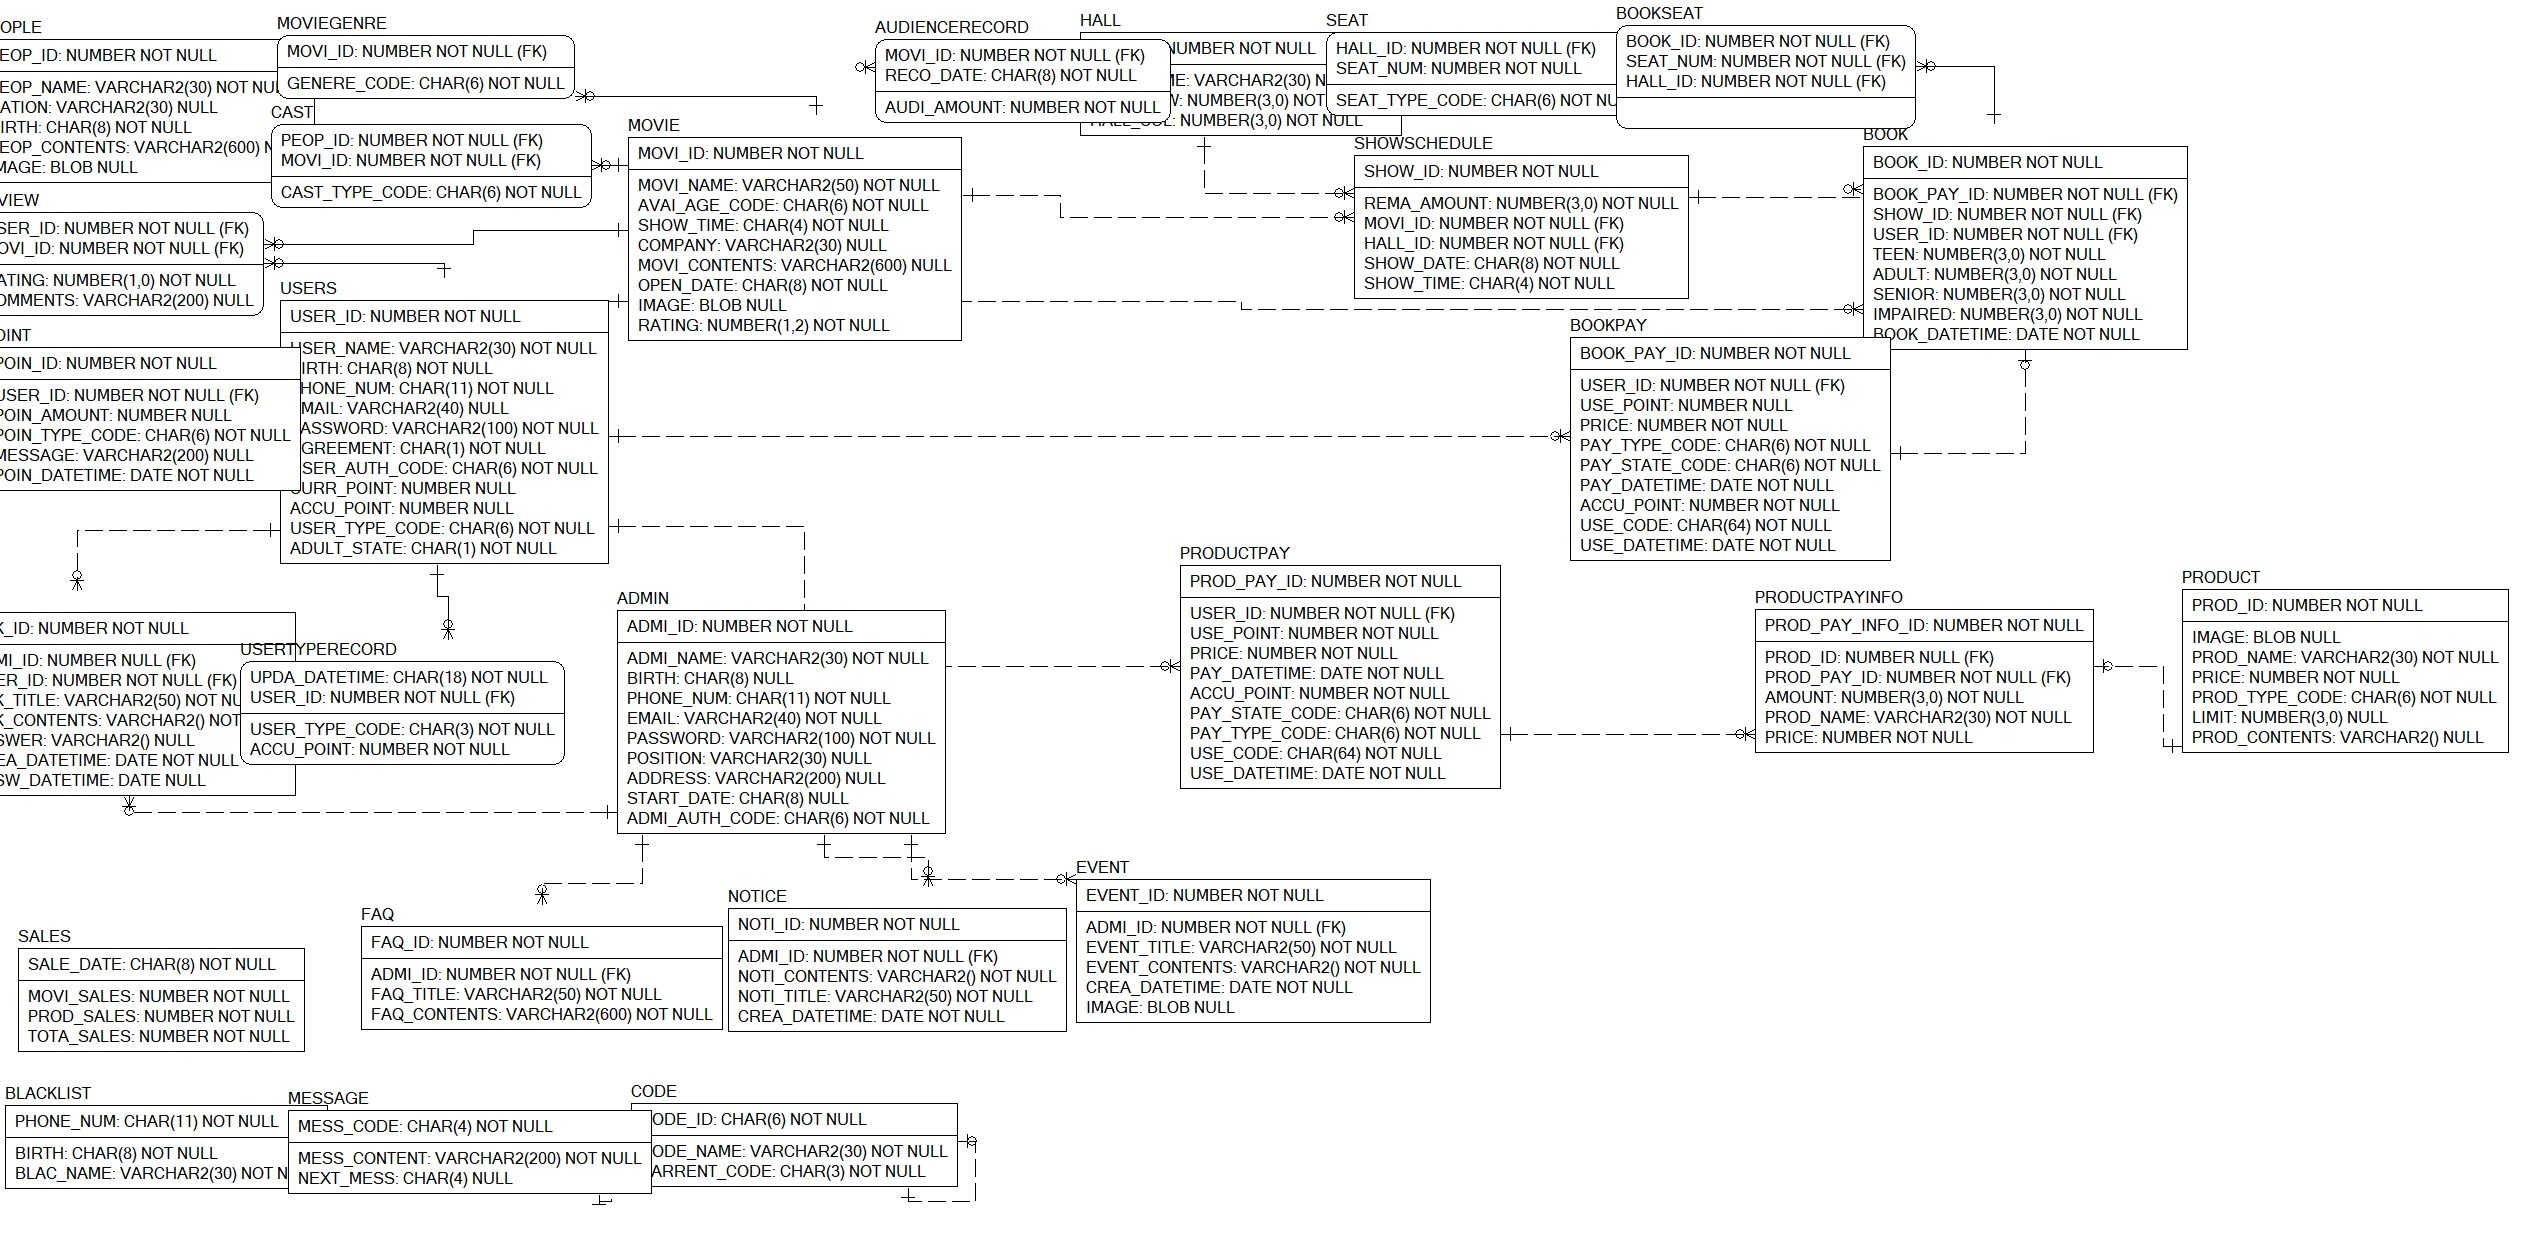 OPLE
EOP_ID: NUMBER NOT NULL
EOP_NAME: VARCHAR2(30) NOT NUL
ATION: VARCHAR2(30) NULL
IRTH: CHAR(8) NOT NULL
EOP_CONTENTS: VARCHAR2(600) N
MAGE: BLOB NULL
MOVIEGENRE
MOVI_ID: NUMBER NOT NULL (FK)
GENERE_CODE: CHAR(6) NOT NULL
CAST
PEOP_ID: NUMBER NOT NULL (FK)
MOVI_ID: NUMBER NOT NULL (FK)
CAST_TYPE_CODE: CHAR(6) NOT NULL
VIEW
SER_ID: NUMBER NOT NULL (FK)
OVI_ID: NUMBER NOT NULL (FK)
ATING: NUMBER(1,0) NOT NULL
OMMENTS: VARCHAR2(200) NULL
MOVIE
MOVI_ID: NUMBER NOT NULL
MOVI_NAME: VARCHAR2(50) NOT NULL
AVAI_AGE_CODE: CHAR(6) NOT NULL
SHOW_TIME: CHAR(4) NOT NULL
COMPANY: VARCHAR2(30) NULL
MOVI_CONTENTS: VARCHAR2(600) NULL
OPEN_DATE: CHAR(8) NOT NULL
IMAGE: BLOB NULL
RATING: NUMBER(1,2) NOT NULL
AUDIENCERECORD
MOVI_ID: NUMBER NOT NULL (FK)
RECO_DATE: CHAR(8) NOT NULL
AUDI_AMOUNT: NUMBER NOT NULL
HALL
NUMBER NOT NULL
ME: VARCHAR2(30) N
W: NUMBER(3,0) NOT
HALL_COL: NUMBER(3,0) NOT NULL
SEAT
HALL_ID: NUMBER NOT NULL (FK)
SEAT_NUM: NUMBER NOT NULL
SEAT_TYPE_CODE: CHAR(6) NOT NU
BOOKSEAT
BOOK_ID: NUMBER NOT NULL (FK)
SEAT_NUM: NUMBER NOT NULL (FK)
HALL_ID: NUMBER NOT NULL (FK)
SHOWSCHEDULE
SHOW_ID: NUMBER NOT NULL
REMA_AMOUNT: NUMBER(3,0) NOT NULL
MOVI_ID: NUMBER NOT NULL (FK)
HALL_ID: NUMBER NOT NULL (FK)
SHOW_DATE: CHAR(8) NOT NULL
SHOW_TIME: CHAR(4) NOT NULL
BOOK
BOOK_ID: NUMBER NOT NULL
BOOK_PAY_ID: NUMBER NOT NULL (FK)
SHOW_ID: NUMBER NOT NULL (FK)
USER_ID: NUMBER NOT NULL (FK)
TEEN: NUMBER(3,0) NOT NULL
ADULT: NUMBER(3,0) NOT NULL
SENIOR: NUMBER(3,0) NOT NULL
IMPAIRED: NUMBER(3,0) NOT NULL
BOOK_DATETIME: DATE NOT NULL
OINT
POIN_ID: NUMBER NOT NULL
USER_ID: NUMBER NOT NULL (FK)
POIN_AMOUNT: NUMBER NULL
POIN_TYPE_CODE: CHAR(6) NOT NULL
MESSAGE: VARCHAR2(200) NULL
POIN_DATETIME: DATE NOT NULL
USERS
USER_ID: NUMBER NOT NULL
USER_NAME: VARCHAR2(30) NOT NULL
IRTH: CHAR(8) NOT NULL
HONE_NUM: CHAR(11) NOT NULL
MAIL: VARCHAR2(40) NULL
ASSWORD: VARCHAR2(100) NOT NULL
GREEMENT: CHAR(1) NOT NULL
SER_AUTH_CODE: CHAR(6) NOT NULL
CURR_POINT: NUMBER NULL
ACCU_POINT: NUMBER NULL
USER_TYPE_CODE: CHAR(6) NOT NULL
ADULT_STATE: CHAR(1) NOT NULL
BOOKPAY
BOOK_PAY_ID: NUMBER NOT NULL
USER_ID: NUMBER NOT NULL (FK)
USE_POINT: NUMBER NULL
PRICE: NUMBER NOT NULL
PAY_TYPE_CODE: CHAR(6) NOT NULL
PAY_STATE_CODE: CHAR(6) NOT NULL
PAY_DATETIME: DATE NOT NULL
ACCU_POINT: NUMBER NOT NULL
USE_CODE: CHAR(64) NOT NULL
USE_DATETIME: DATE NOT NULL
K_ID: NUMBER NOT NULL
MI_ID: NUMBER NULL (FK)
ER_ID: NUMBER NOT NULL (FK)
K_TITLE: VARCHAR2(50) NOT NU
K_CONTENTS: VARCHAR2() NOT
SWER: VARCHAR2() NULL
EA_DATETIME: DATE NOT NULL
SW_DATETIME: DATE NULL
USERTYPERECORD
UPDA_DATETIME: CHAR(18) NOT NULL
USER_ID: NUMBER NOT NULL (FK)
USER_TYPE_CODE: CHAR(3) NOT NULL
ACCU_POINT: NUMBER NOT NULL
ADMIN
ADMI_ID: NUMBER NOT NULL
ADMI_NAME: VARCHAR2(30) NOT NULL
BIRTH: CHAR(8) NULL
PHONE_NUM: CHAR(11) NOT NULL
EMAIL: VARCHAR2(40) NULL
PASSWORD: VARCHAR2(100) NOT NULL
POSITION: VARCHAR2(30) NULL
ADDRESS: VARCHAR2(200) NULL
START_DATE: CHAR(8) NULL
ADMI_AUTH_CODE: CHAR(6) NOT NULL
PRODUCTPAY
PROD_PAY_ID: NUMBER NOT NULL
USER_ID: NUMBER NOT NULL (FK)
USE_POINT: NUMBER NOT NULL
PRICE: NUMBER NOT NULL
PAY_DATETIME: DATE NOT NULL
ACCU_POINT: NUMBER NOT NULL
PAY_STATE_CODE: CHAR(6) NOT NULL
PAY_TYPE_CODE: CHAR(6) NOT NULL
USE_CODE: CHAR(64) NOT NULL
USE_DATETIME: DATE NOT NULL
PRODUCTPAYINFO
PROD_PAY_INFO_ID: NUMBER NOT NULL
PROD_ID: NUMBER NULL (FK)
PROD_PAY_ID: NUMBER NOT NULL (FK)
AMOUNT: NUMBER(3,0) NOT NULL
PROD_NAME: VARCHAR2(30) NOT NULL
PRICE: NUMBER NOT NULL
PRODUCT
PROD_ID: NUMBER NOT NULL
IMAGE: BLOB NULL
PROD_NAME: VARCHAR2(30) NOT NULL
PRICE: NUMBER NOT NULL
PROD_TYPE_CODE: CHAR(6) NOT NULL
LIMIT: NUMBER(3,0) NULL
PROD_CONTENTS: VARCHAR2() NULL
SALES
SALE_DATE: CHAR(8) NOT NULL
MOVI_SALES: NUMBER NOT NULL
PROD_SALES: NUMBER NOT NULL
TOTA_SALES: NUMBER NOT NULL
FAQ
FAQ_ID: NUMBER NOT NULL
ADMI_ID: NUMBER NOT NULL (FK)
FAQ_TITLE: VARCHAR2(50) NOT NULL
FAQ_CONTENTS: VARCHAR2(600) NOT NULL
NOTICE
NOTI_ID: NUMBER NOT NULL
ADMI_ID: NUMBER NOT NULL (FK)
NOTI_CONTENTS: VARCHAR2() NOT NULL
NOTI_TITLE: VARCHAR2(50) NOT NULL
CREA_DATETIME: DATE NOT NULL
EVENT
EVENT_ID: NUMBER NOT NULL
ADMI_ID: NUMBER NOT NULL (FK)
EVENT_TITLE: VARCHAR2(50) NOT NULL
EVENT_CONTENTS: VARCHAR2() NOT NULL
CREA_DATETIME: DATE NOT NULL
IMAGE: BLOB NULL
BLACKLIST
PHONE_NUM: CHAR(11) NOT NULL
BIRTH: CHAR(8) NOT NULL
BLAC_NAME: VARCHAR2(30) NOT N
MESSAGE
MESS_CODE: CHAR(4) NOT NULL
MESS_CONTENT: VARCHAR2(200) NOT NULL
NEXT_MESS: CHAR(4) NULL
CODE
ODE_ID: CHAR(6) NOT NULL
ODE_NAME: VARCHAR2(30) NOT NULL
ARRENT_CODE: CHAR(3) NOT NULL